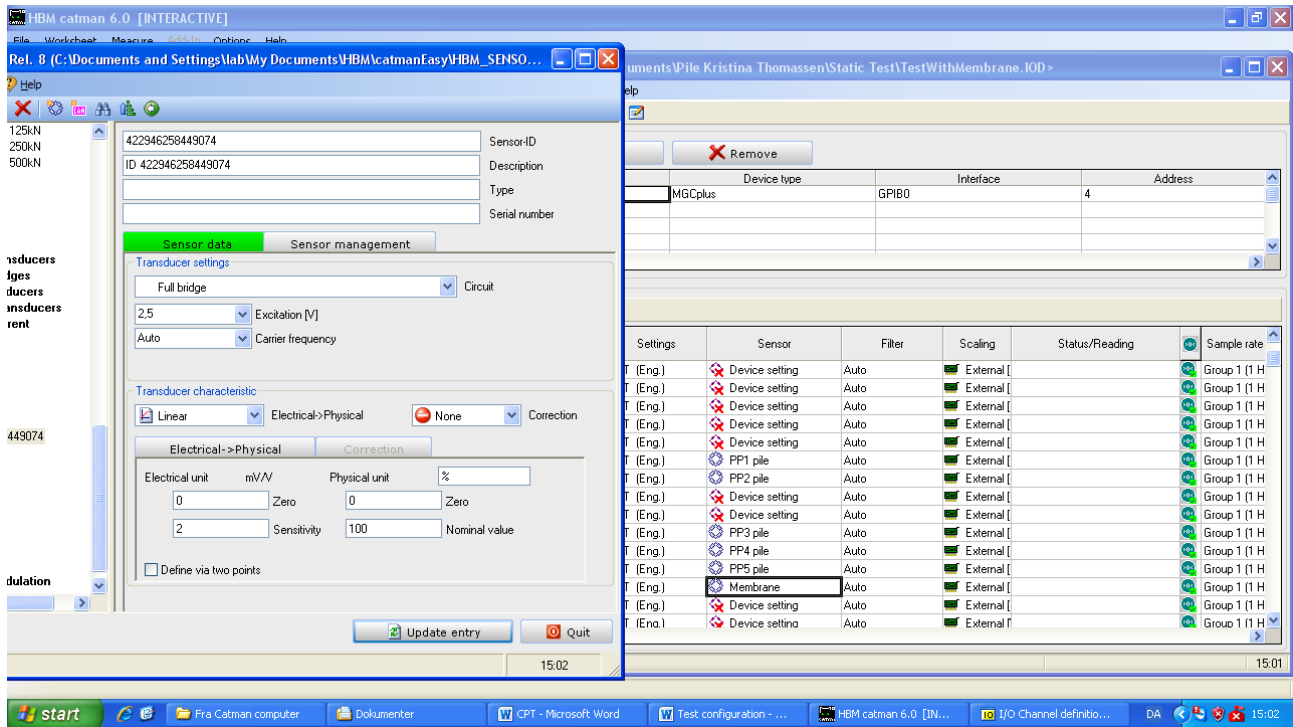 HBM catman 6.0 [INTERACTIVE]
File Worksheet Measure Add-In Options Help
Rel. 8 (C:\Documents and Settings\lab\My Documents\HBM\catmanEasy\HBM_SENSO...
Help
125kN
250kN
500kN
nsducers
dges
ducers
ansducers
rent
449074
dulation
422946258449074 Sensor-ID
ID 422946258449074 Description
Type
Serial number
Sensor data Sensor management
Transducer settings
Full bridge Circuit
2,5 Excitation [V]
Auto Carrier frequency
Transducer characteristic
Linear Electrical->Physical None Correction
Electrical->Physical Correction
Electrical unit mV/V Physical unit %
0 Zero 0 Zero
2 Sensitivity 100 Nominal value
Define via two points
Update entry Quit
15:02
uments\Pile Kristina Thomassen\Static Test\TestWithMembrane.IOD>
elp
Remove
Device type Interface Address
MGCplus GPIB0 4
Settings Sensor Filter Scaling Status/Reading Sample rate
T (Eng.) Device setting Auto External [ Group 1 (1 H
T (Eng.) Device setting Auto External [ Group 1 (1 H
T (Eng.) Device setting Auto External [ Group 1 (1 H
T (Eng.) Device setting Auto External [ Group 1 (1 H
T (Eng.) Device setting Auto External [ Group 1 (1 H
T (Eng.) PP1 pile Auto External [ Group 1 (1 H
T (Eng.) PP2 pile Auto External [ Group 1 (1 H
T (Eng.) Device setting Auto External [ Group 1 (1 H
T (Eng.) Device setting Auto External [ Group 1 (1 H
T (Eng.) PP3 pile Auto External [ Group 1 (1 H
T (Eng.) PP4 pile Auto External [ Group 1 (1 H
T (Eng.) PP5 pile Auto External [ Group 1 (1 H
T (Eng.) Membrane Auto External [ Group 1 (1 H
T (Eng.) Device setting Auto External [ Group 1 (1 H
T (Eng.) Device setting Auto External [ Group 1 (1 H
15:01
start Fra Catman computer Dokumenter CPT - Microsoft Word Test configuration - ... HBM catman 6.0 [IN... I/O Channel definitio... DA 15:02